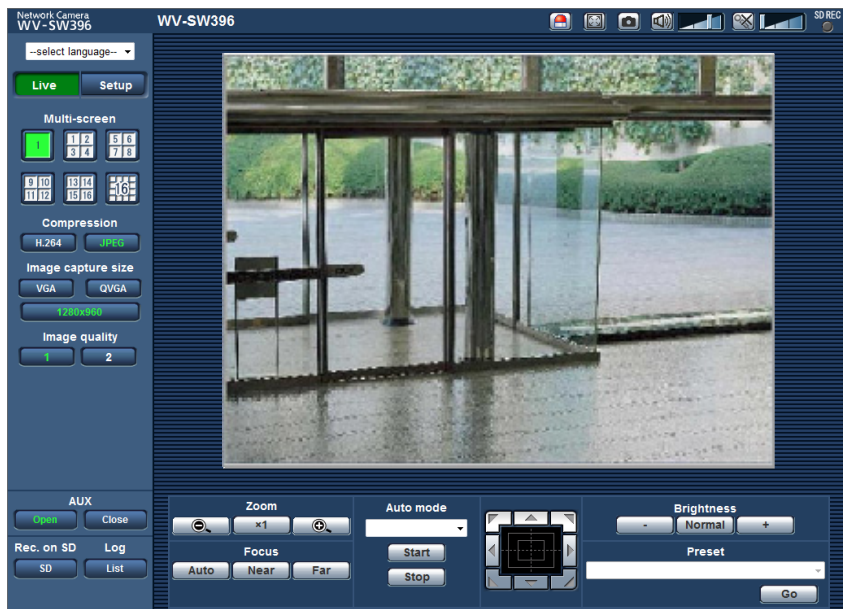 Network Camera
WV-SW396
WV-SW396
SD REC
--select language--
Live Setup
Multi-screen
1
1 2
3 4
5 6
7 8
9 10
11 12
13 14
15 16
16
Compression
H.264 JPEG
Image capture size
VGA QVGA
1280x960
Image quality
1 2
AUX
Open Close
Rec. on SD Log
SD List
Zoom
×1
Focus
Auto Near Far
Auto mode
Start
Stop
Brightness
- Normal +
Preset
Go